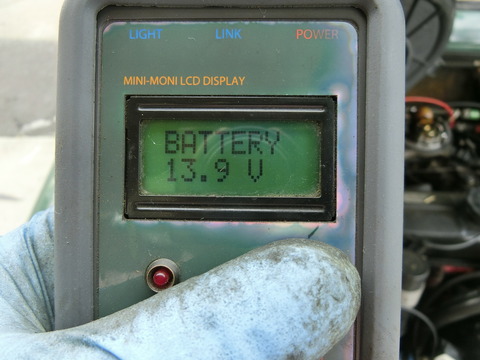 LIGHT LINK POWER
MINI-MONI LCD DISPLAY
BATTERY
13.9 V